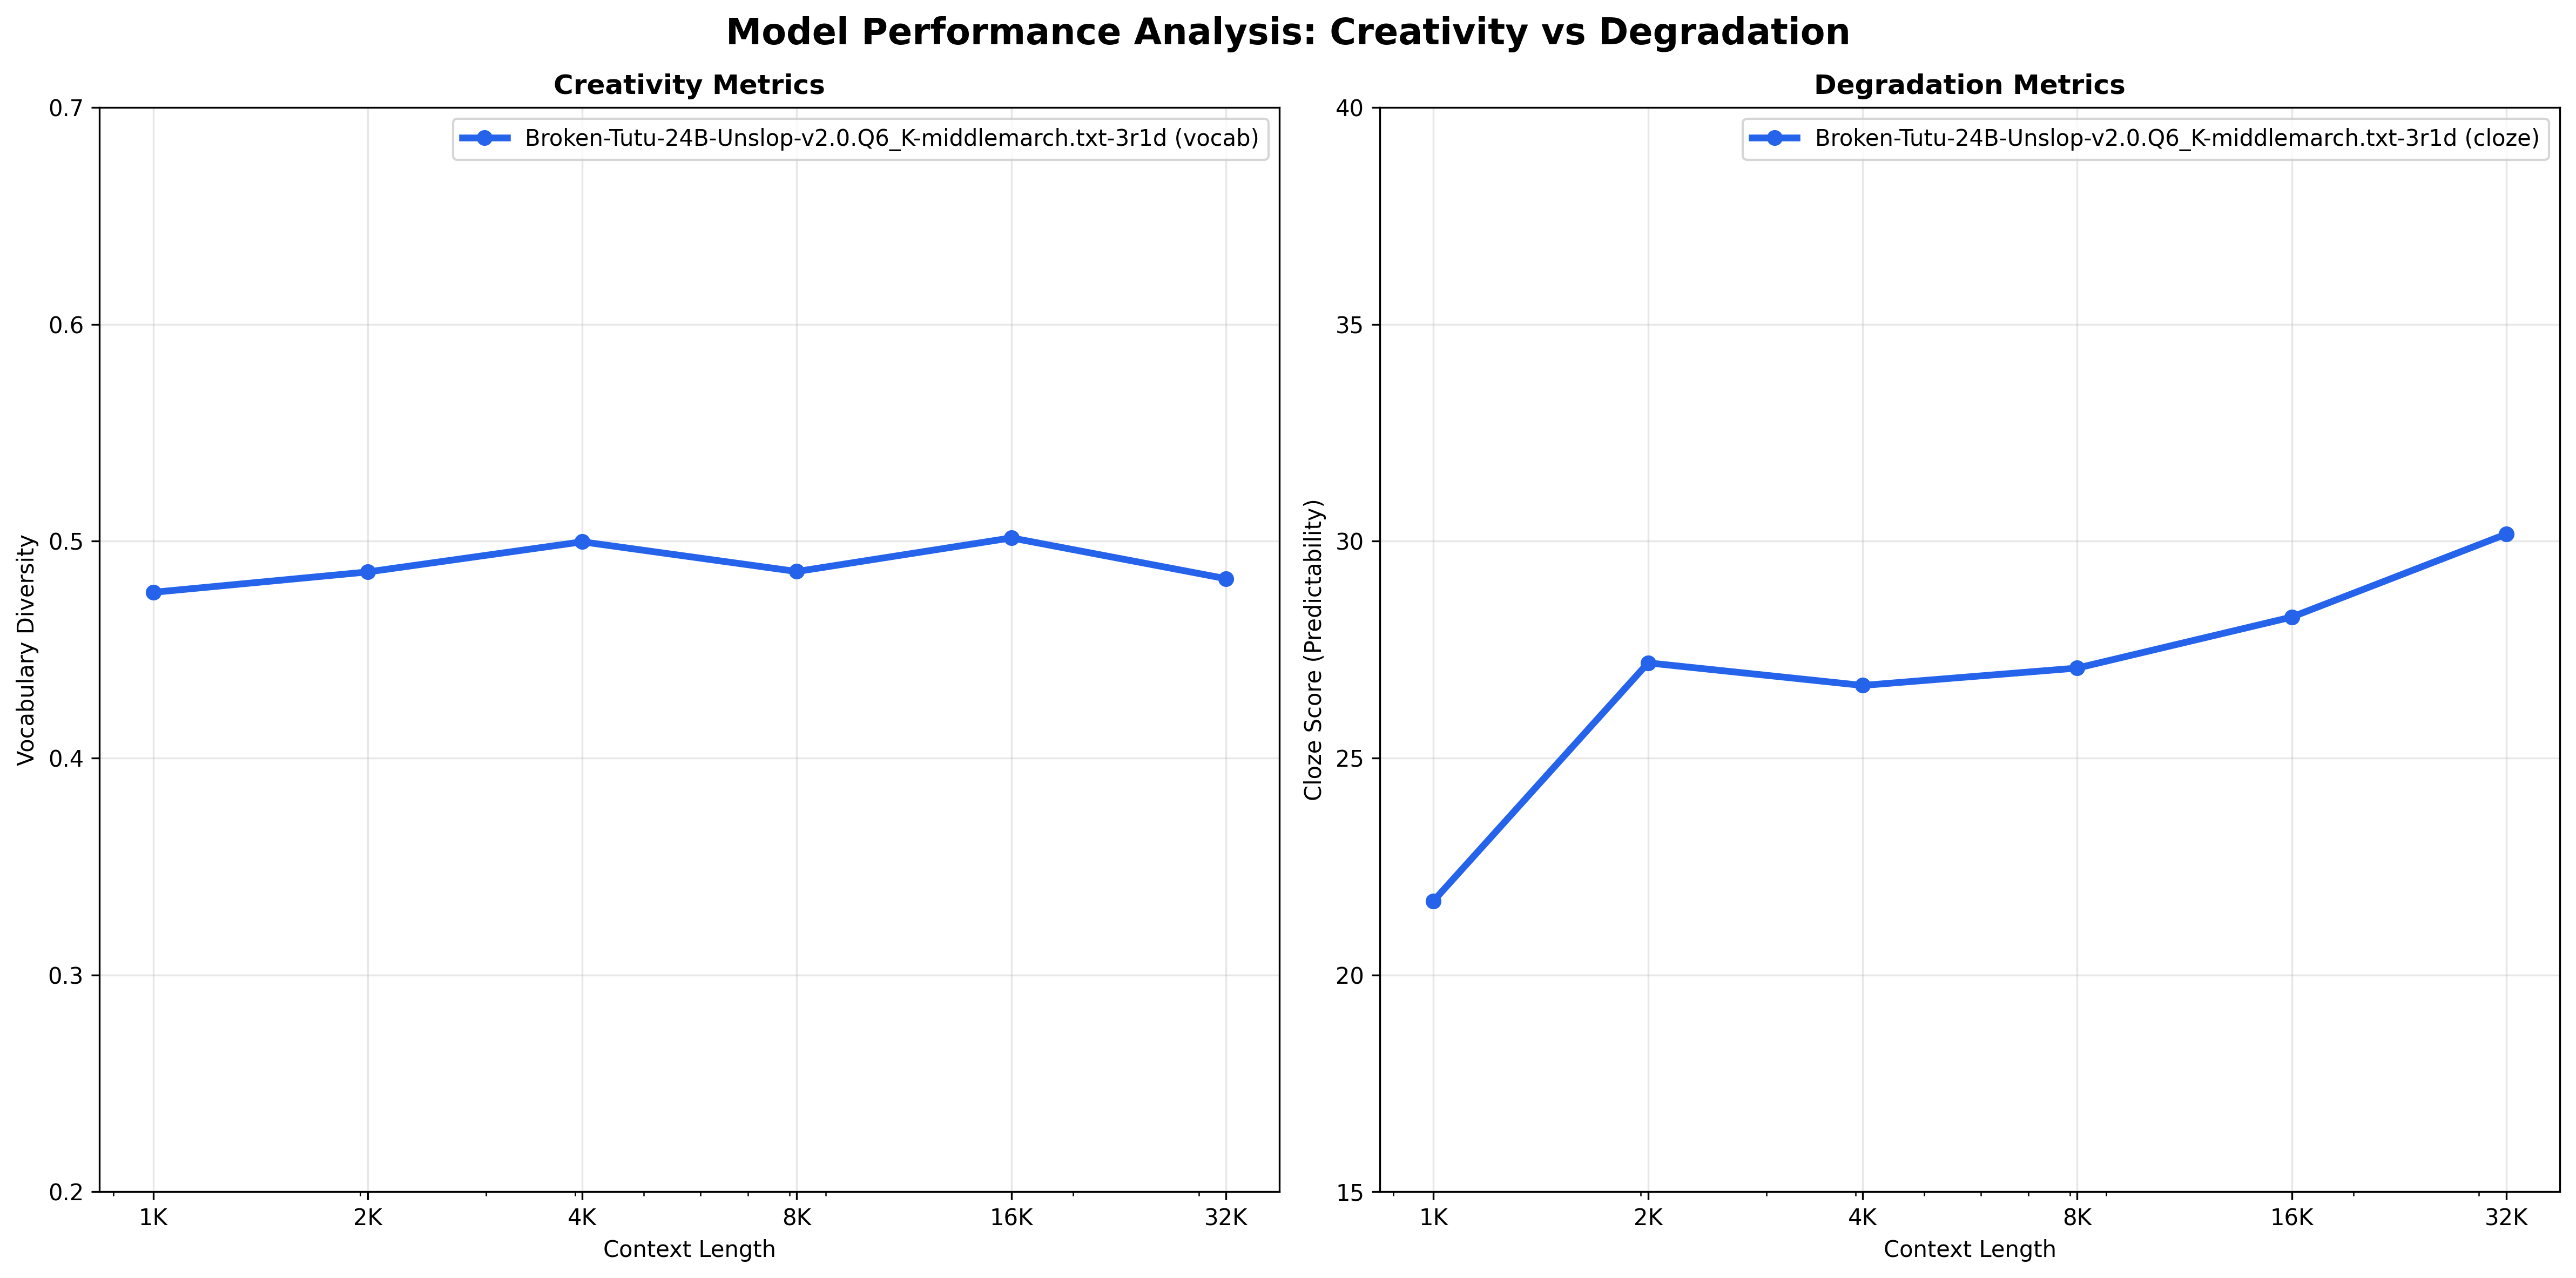 Model Performance Analysis: Creativity vs Degradation
Creativity Metrics
Broken-Tutu-24B-Unslop-v2.0.Q6_K-middlemarch.txt-3r1d (vocab)
Vocabulary Diversity
0.7
0.6
0.5
0.4
0.3
0.2
1K 2K 4K 8K 16K 32K
Context Length
Degradation Metrics
Broken-Tutu-24B-Unslop-v2.0.Q6_K-middlemarch.txt-3r1d (cloze)
Cloze Score (Predictability)
40
35
30
25
20
15
1K 2K 4K 8K 16K 32K
Context Length